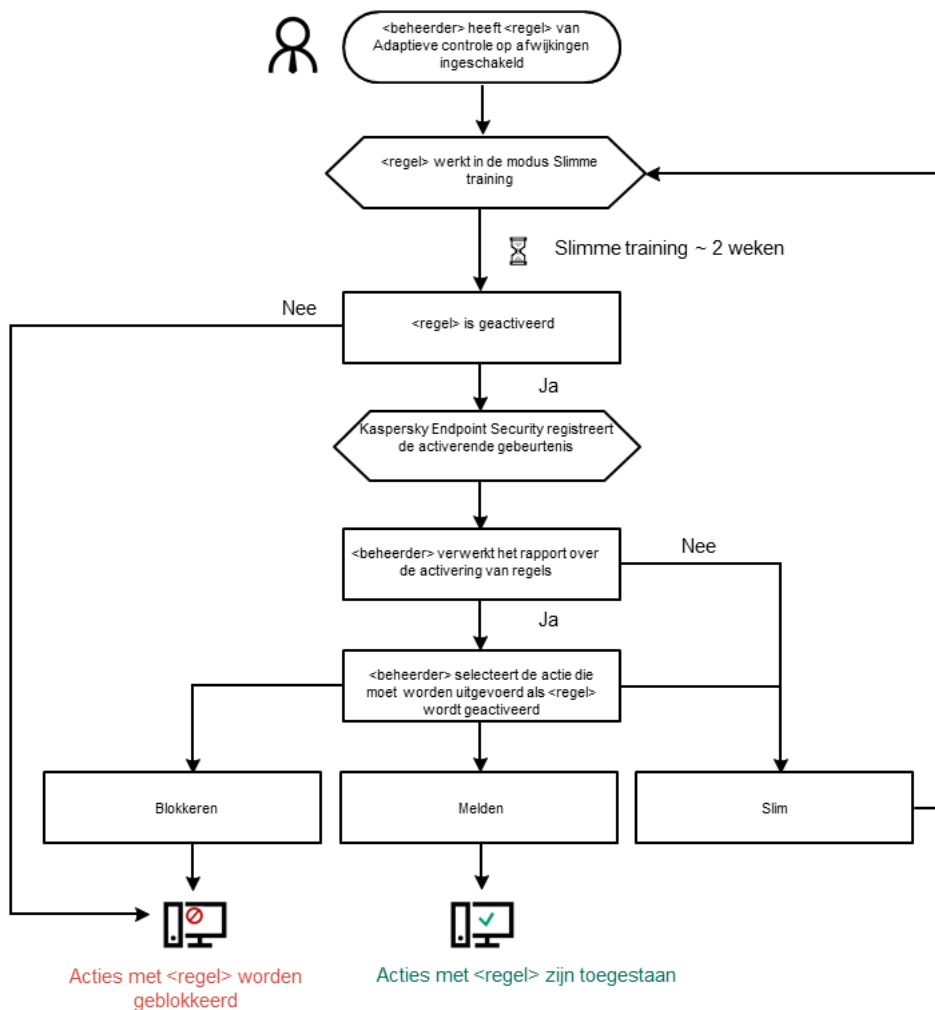 <beheerder> heeft <regel> van
Adaptieve controle op afwijkingen
ingeschakeld
<regel> werkt in de modus Slimme
training
Slimme training ~ 2 weken
Nee
<regel> is geactiveerd
Ja
Kaspersky Endpoint Security registreert
de activerende gebeurtenis
<beheerder> verwerkt het rapport over
de activering van regels
Nee
Ja
<beheerder> selecteert de actie die
moet worden uitgevoerd als <regel>
wordt geactiveerd
Blokkeren
Melden
Slim
Acties met <regel> worden
geblokkeerd
Acties met <regel> zijn toegestaan